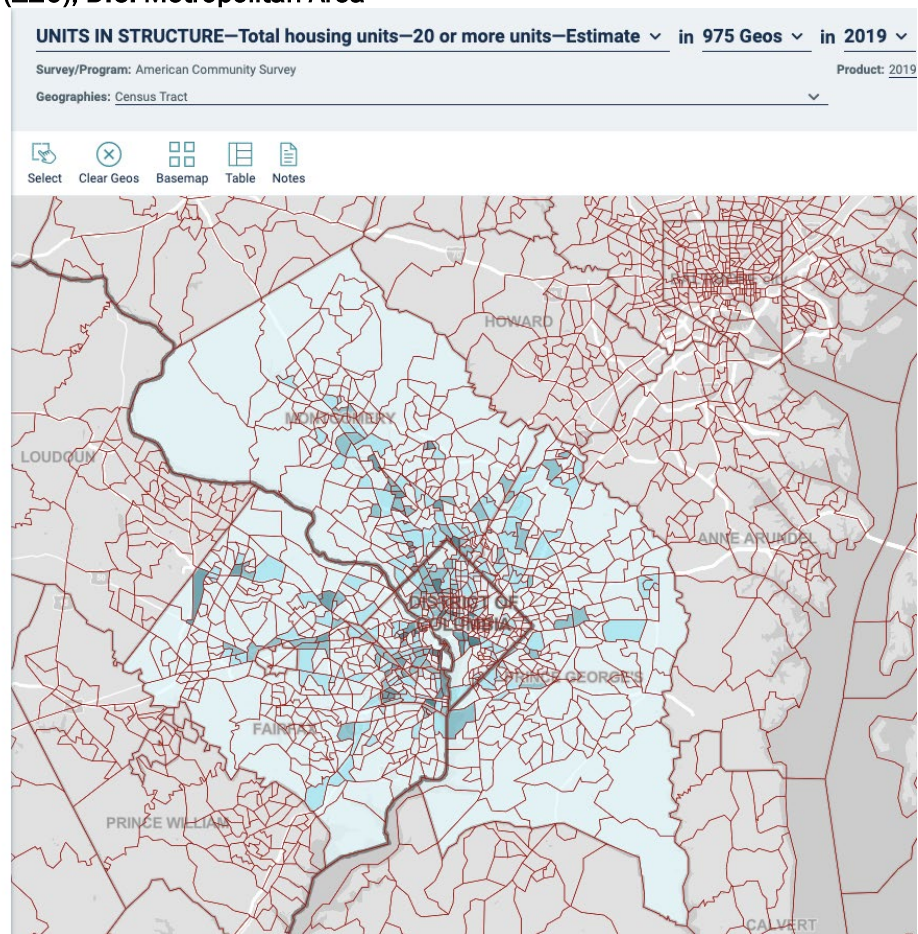 D.C. Metropolitan Area
UNITS IN STRUCTURE—Total housing units—20 or more units—Estimate in 975 Geos in 2019
Survey/Program: American Community Survey Product: 2019
Geographies: Census Tract
Select Clear Geos Basemap Table Notes
HOWARD
MONTGOMERY
LOUDOUN
ANNE ARUNDEL
DISTRICT OF
COLUMBIA
PRINCE GEORGE'S
FAIRFAX
PRINCE WILLIAM
CALVERT